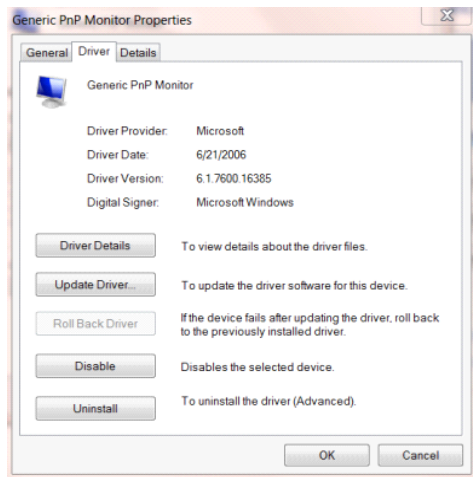 Generic PnP Monitor Properties
General Driver Details
Generic PnP Monitor
Driver Provider: Microsoft
Driver Date: 6/21/2006
Driver Version: 6.1.7600.16385
Digital Signer: Microsoft Windows
Driver Details To view details about the driver files.
Update Driver... To update the driver software for this device.
Roll Back Driver If the device fails after updating the driver, roll back
to the previously installed driver.
Disable Disables the selected device.
Uninstall To uninstall the driver (Advanced).
OK Cancel